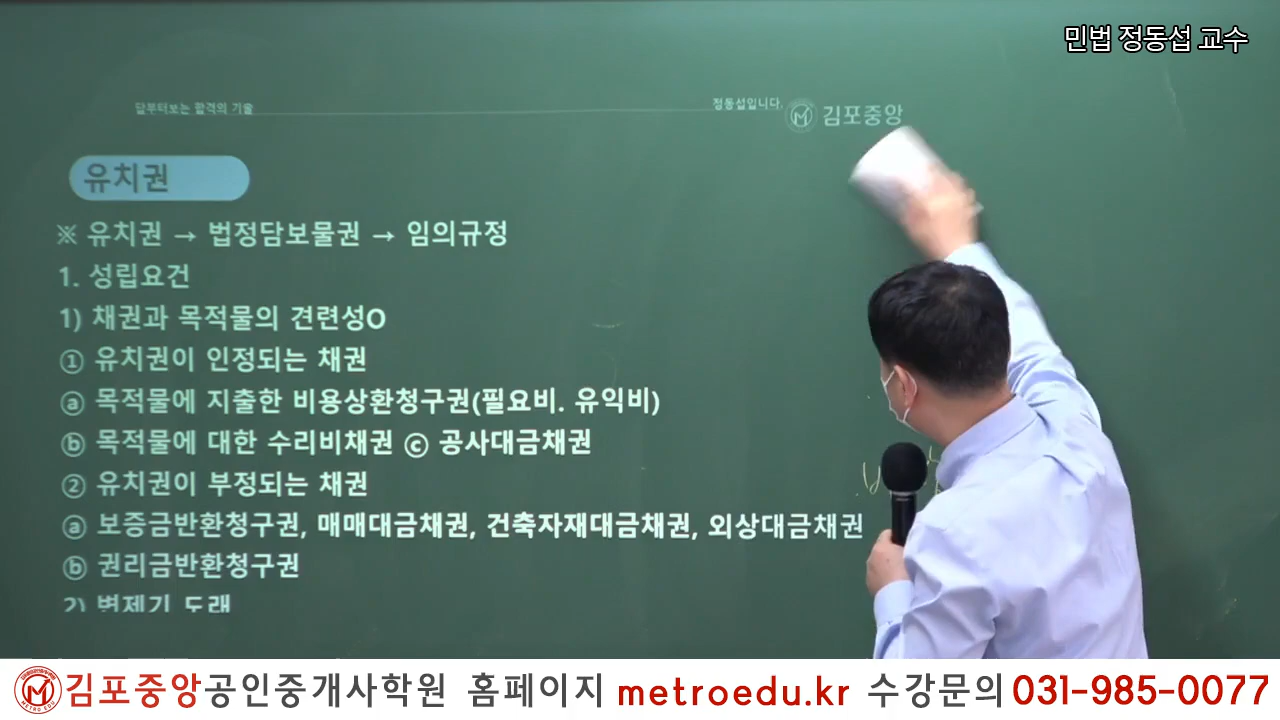 민법 정동섭 교수
답부터보는 합격의 기술
정동섭입니다.
김포중앙
유치권
※ 유치권 → 법정담보물권 → 임의규정
1. 성립요건
1) 채권과 목적물의 견련성O
① 유치권이 인정되는 채권
ⓐ 목적물에 지출한 비용상환청구권(필요비. 유익비)
ⓑ 목적물에 대한 수리비채권 ⓒ 공사대금채권
② 유치권이 부정되는 채권
ⓐ 보증금반환청구권, 매매대금채권, 건축자재대금채권, 외상대금채권
ⓑ 권리금반환청구권
2) 변제기 도래
김포중앙공인중개사학원 홈페이지 metroedu.kr 수강문의 031-985-0077